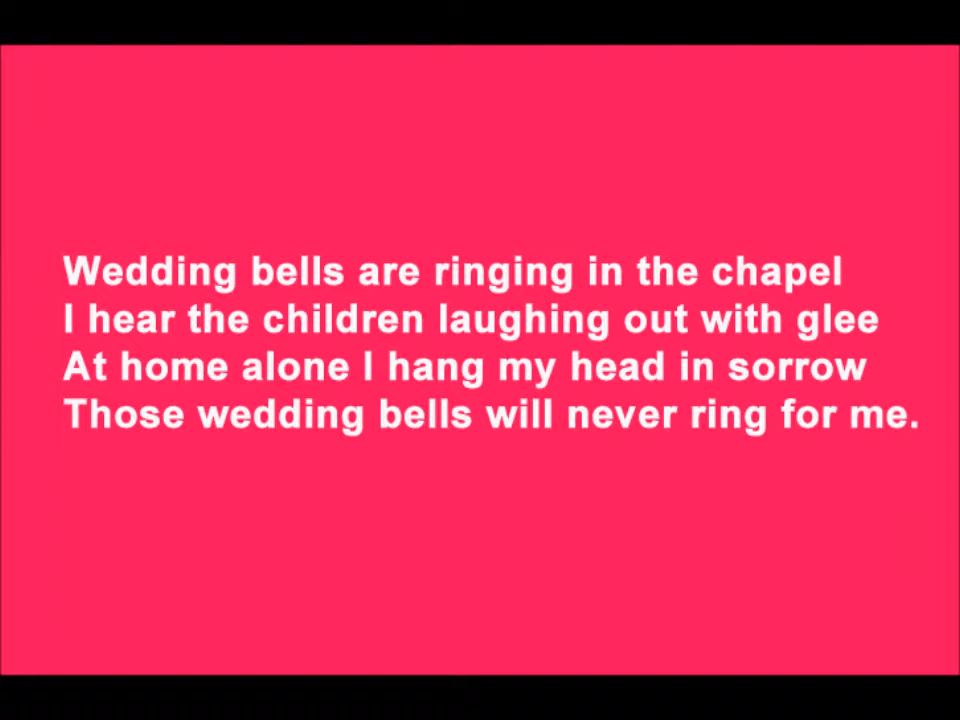 Wedding bells are ringing in the chapel
I hear the children laughing out with glee
At home alone I hang my head in sorrow
Those wedding bells will never ring for me.